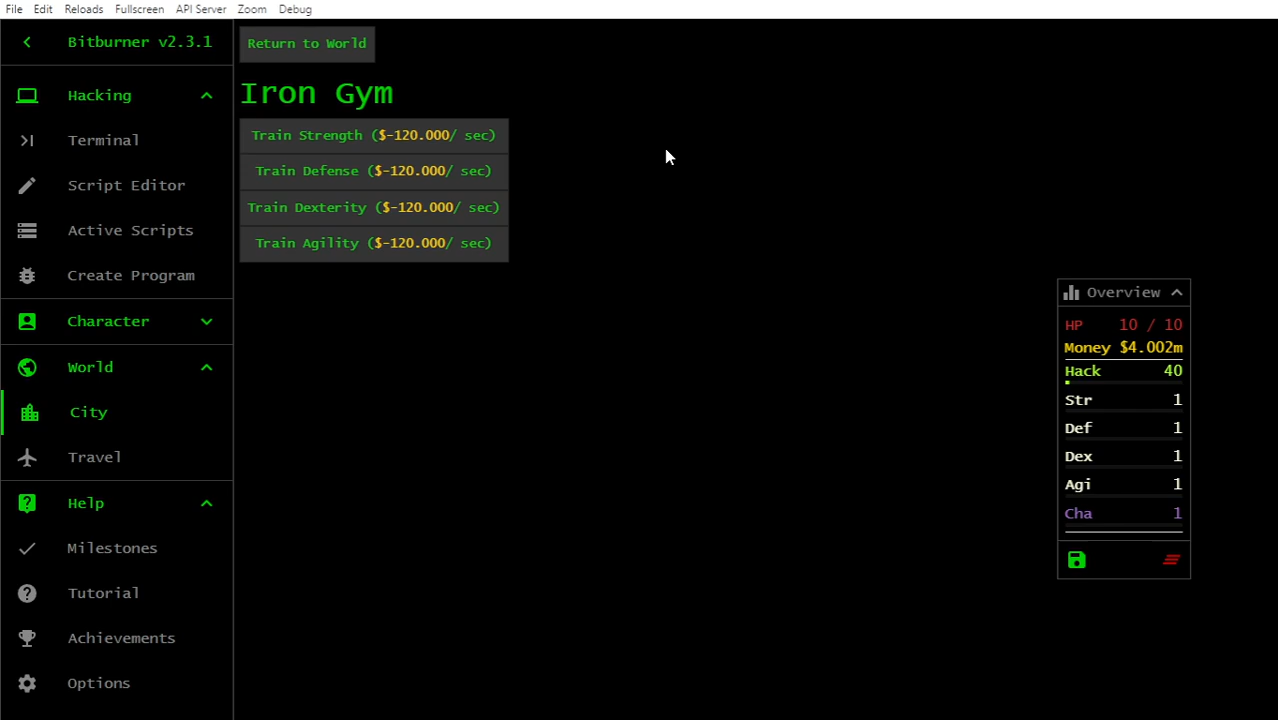 File Edit Reloads Fullscreen API Server Zoom Debug
Bitburner v2.3.1
Hacking
Terminal
Script Editor
Active Scripts
Create Program
Character
World
City
Travel
Help
Milestones
Tutorial
Achievements
Options
Return to World
Iron Gym
Train Strength ($-120.000/ sec)
Train Defense ($-120.000/ sec)
Train Dexterity ($-120.000/ sec)
Train Agility ($-120.000/ sec)
Overview
HP 10 / 10
Money $4.002m
Hack 40
Str 1
Def 1
Dex 1
Agi 1
Cha 1